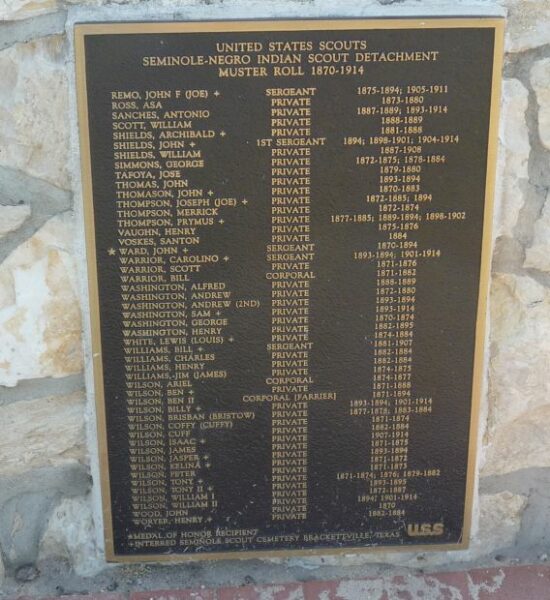 UNITED STATES SCOUTS
SEMINOLE-NEGRO INDIAN SCOUT DETACHMENT
MUSTER ROLL 1870-1914
REMO, JOHN F (JOE) + SERGEANT 1875-1894; 1905-1911
ROSS, ASA PRIVATE 1873-1880
SANCHES, ANTONIO PRIVATE 1887-1889; 1893-1914
SCOTT, WILLIAM PRIVATE 1888-1889
SHIELDS, ARCHIBALD + PRIVATE 1881-1888
SHIELDS, JOHN + 1ST SERGEANT 1894; 1898-1901; 1904-1914
SHIELDS, WILLIAM PRIVATE 1887-1908
SIMMONS, GEORGE PRIVATE 1872-1875; 1878-1884
TAFOYA, JOSE PRIVATE 1879-1880
THOMAS, JOHN PRIVATE 1893-1894
THOMASON, JOHN + PRIVATE 1870-1883
THOMPSON, JOSEPH (JOE) + PRIVATE 1872-1885; 1894
THOMPSON, MERRICK PRIVATE 1872-1874
THOMPSON, PRYMUS + PRIVATE 1877-1885; 1889-1894; 1898-1902
VAUGHN, HENRY PRIVATE 1875-1876
VOSKES, SANTON PRIVATE 1884
★ WARD, JOHN + SERGEANT 1870-1894
WARRIOR, CAROLINO + SERGEANT 1893-1894; 1901-1914
WARRIOR, SCOTT PRIVATE 1871-1876
WARRIOR, BILL CORPORAL 1871-1882
WASHINGTON, ALFRED PRIVATE 1888-1889
WASHINGTON, ANDREW PRIVATE 1872-1880
WASHINGTON, ANDREW (2ND) PRIVATE 1893-1894
WASHINGTON, SAM + PRIVATE 1893-1914
WASHINGTON, GEORGE PRIVATE 1870-1874
WASHINGTON, HENRY PRIVATE 1882-1895
WHITE, LEWIS (LOUIS) + PRIVATE 1874-1884
WILLIAMS, BILL + SERGEANT 1881-1907
WILLIAMS, CHARLES PRIVATE 1882-1884
WILLIAMS, HENRY PRIVATE 1882-1884
WILLIAMS, JIM (JAMES) PRIVATE 1874-1875
WILSON, ARIEL CORPORAL 1874-1877
WILSON, BEN + PRIVATE 1871-1888
WILSON, BEN II CORPORAL [FARRIER] 1871-1894
WILSON, BILLY + PRIVATE 1893-1894; 1901-1914
WILSON, BRISBAN (BRISTOW) PRIVATE 1877-1878; 1883-1884
WILSON, COFFY (CUFFY) PRIVATE 1871-1874
WILSON, CUFF PRIVATE 1882-1884
WILSON, ISAAC + PRIVATE 1907-1914
WILSON, JAMES PRIVATE 1871-1875
WILSON, JASPER + PRIVATE 1893-1894
WILSON, KELINA + PRIVATE 1871-1872
WILSON, PETER PRIVATE 1871-1873
WILSON, TONY + PRIVATE 1871-1874; 1876; 1879-1882
WILSON, TONY II + PRIVATE 1893-1895
WILSON, WILLIAM I PRIVATE 1872-1887
WILSON, WILLIAM II PRIVATE 1894; 1901-1914
WOOD, JOHN PRIVATE 1870
WORYER, HENRY + PRIVATE 1882-1884
★MEDAL OF HONOR RECIPIENT
+INTERRED SEMINOLE SCOUT CEMETERY BRACKETTVILLE, TEXAS
USS